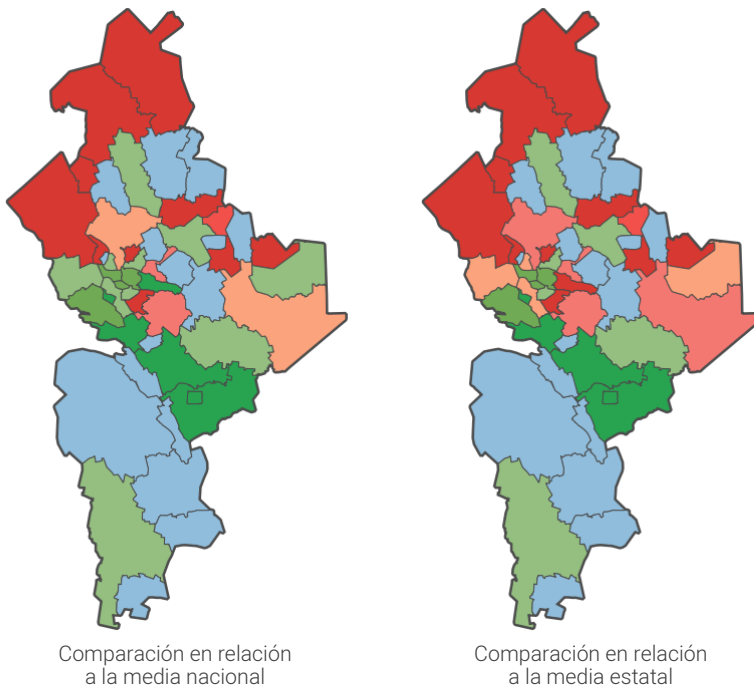 Comparación en relación
a la media nacional
Comparación en relación
a la media estatal